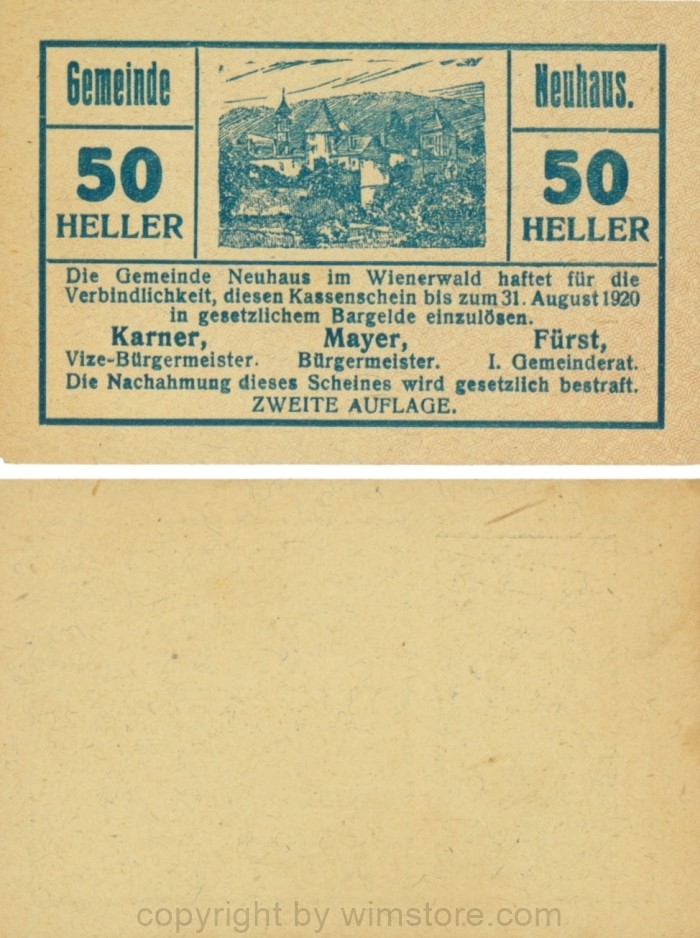 Gemeinde
Neuhaus.
50
HELLER
50
HELLER
Die Gemeinde Neuhaus im Wienerwald haftet für die
Verbindlichkeit, diesen Kassenschein bis zum 31. August 1920
in gesetzlichem Bargelde einzulösen.
Karner, Mayer, Fürst,
Vize-Bürgermeister. Bürgermeister. I. Gemeinderat.
Die Nachahmung dieses Scheines wird gesetzlich bestraft.
ZWEITE AUFLAGE.
copyright by wimstore.com